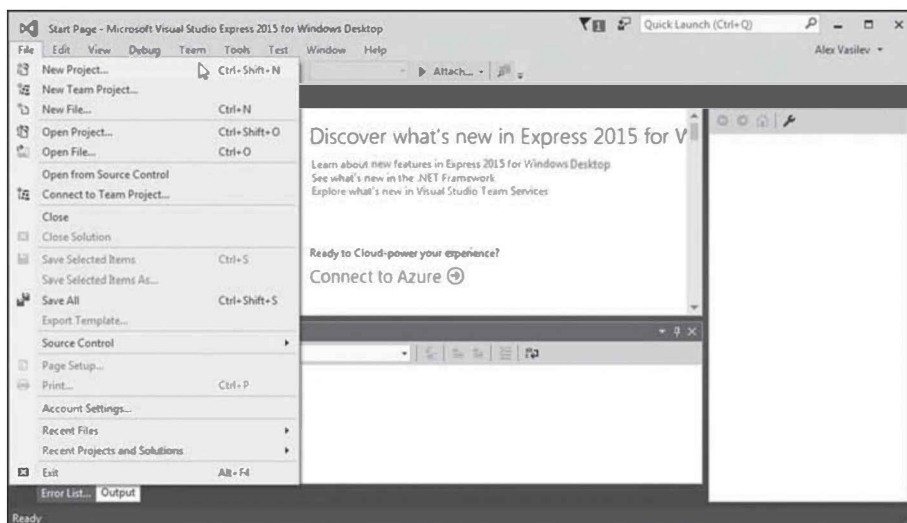 Start Page - Microsoft Visual Studio Express 2015 for Windows Desktop
1
Quick Launch (Ctrl+Q)
File Edit View Debug Team Tools Test Window Help
Alex Vasilev
New Project... Ctrl+Shift+N
Attach...
New Team Project...
New File... Ctrl+N
Open Project... Ctrl+Shift+O
Open File... Ctrl+O
Open from Source Control
Connect to Team Project...
Close
Close Solution
Save Selected Items Ctrl+S
Save Selected Items As...
Save All Ctrl+Shift+S
Export Template...
Source Control
Page Setup...
Print... Ctrl+P
Account Settings...
Recent Files
Recent Projects and Solutions
Exit Alt+F4
Discover what's new in Express 2015 for W
Learn about new features in Express 2015 for Windows Desktop
See what's new in the .NET Framework
Explore what's new in Visual Studio Team Services
Ready to Cloud-power your experience?
Connect to Azure
Error List... Output
Ready